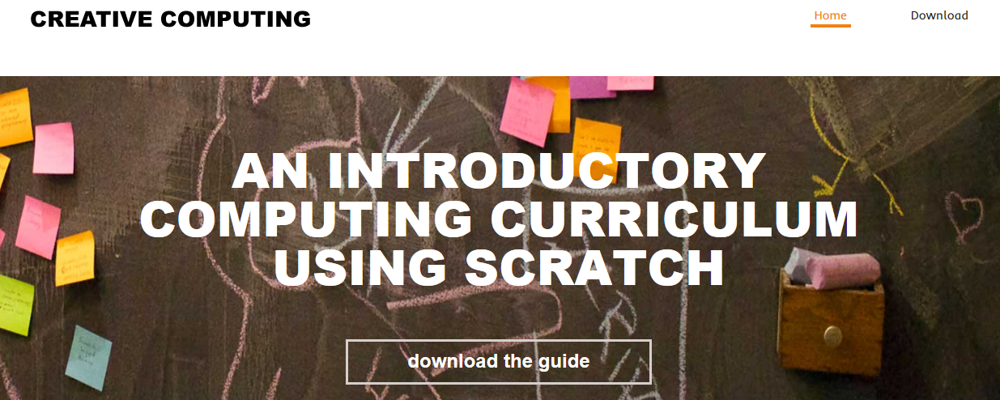 CREATIVE COMPUTING
Home
Download
AN INTRODUCTORY
COMPUTING CURRICULUM
USING SCRATCH
download the guide